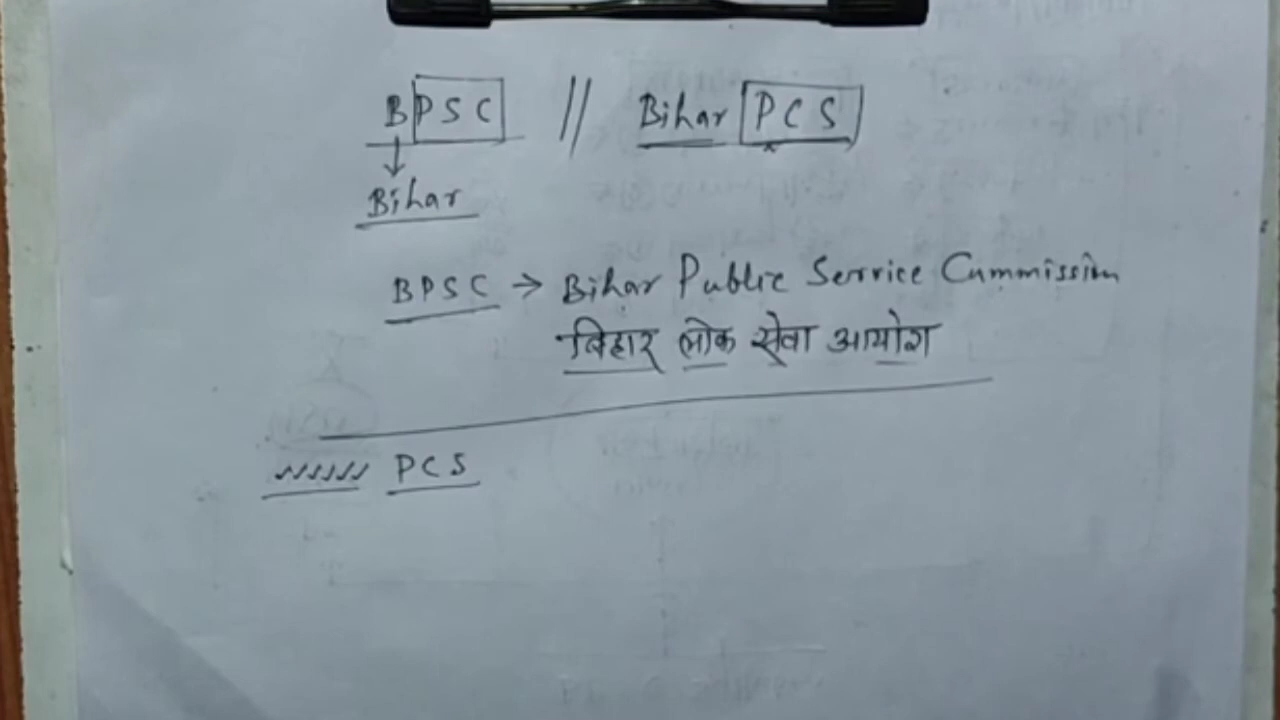 BPSC // Bihar PCS
Bihar
BPSC → Bihar Public Service Cummission
बिहार लोक सेवा आयोग
PCS